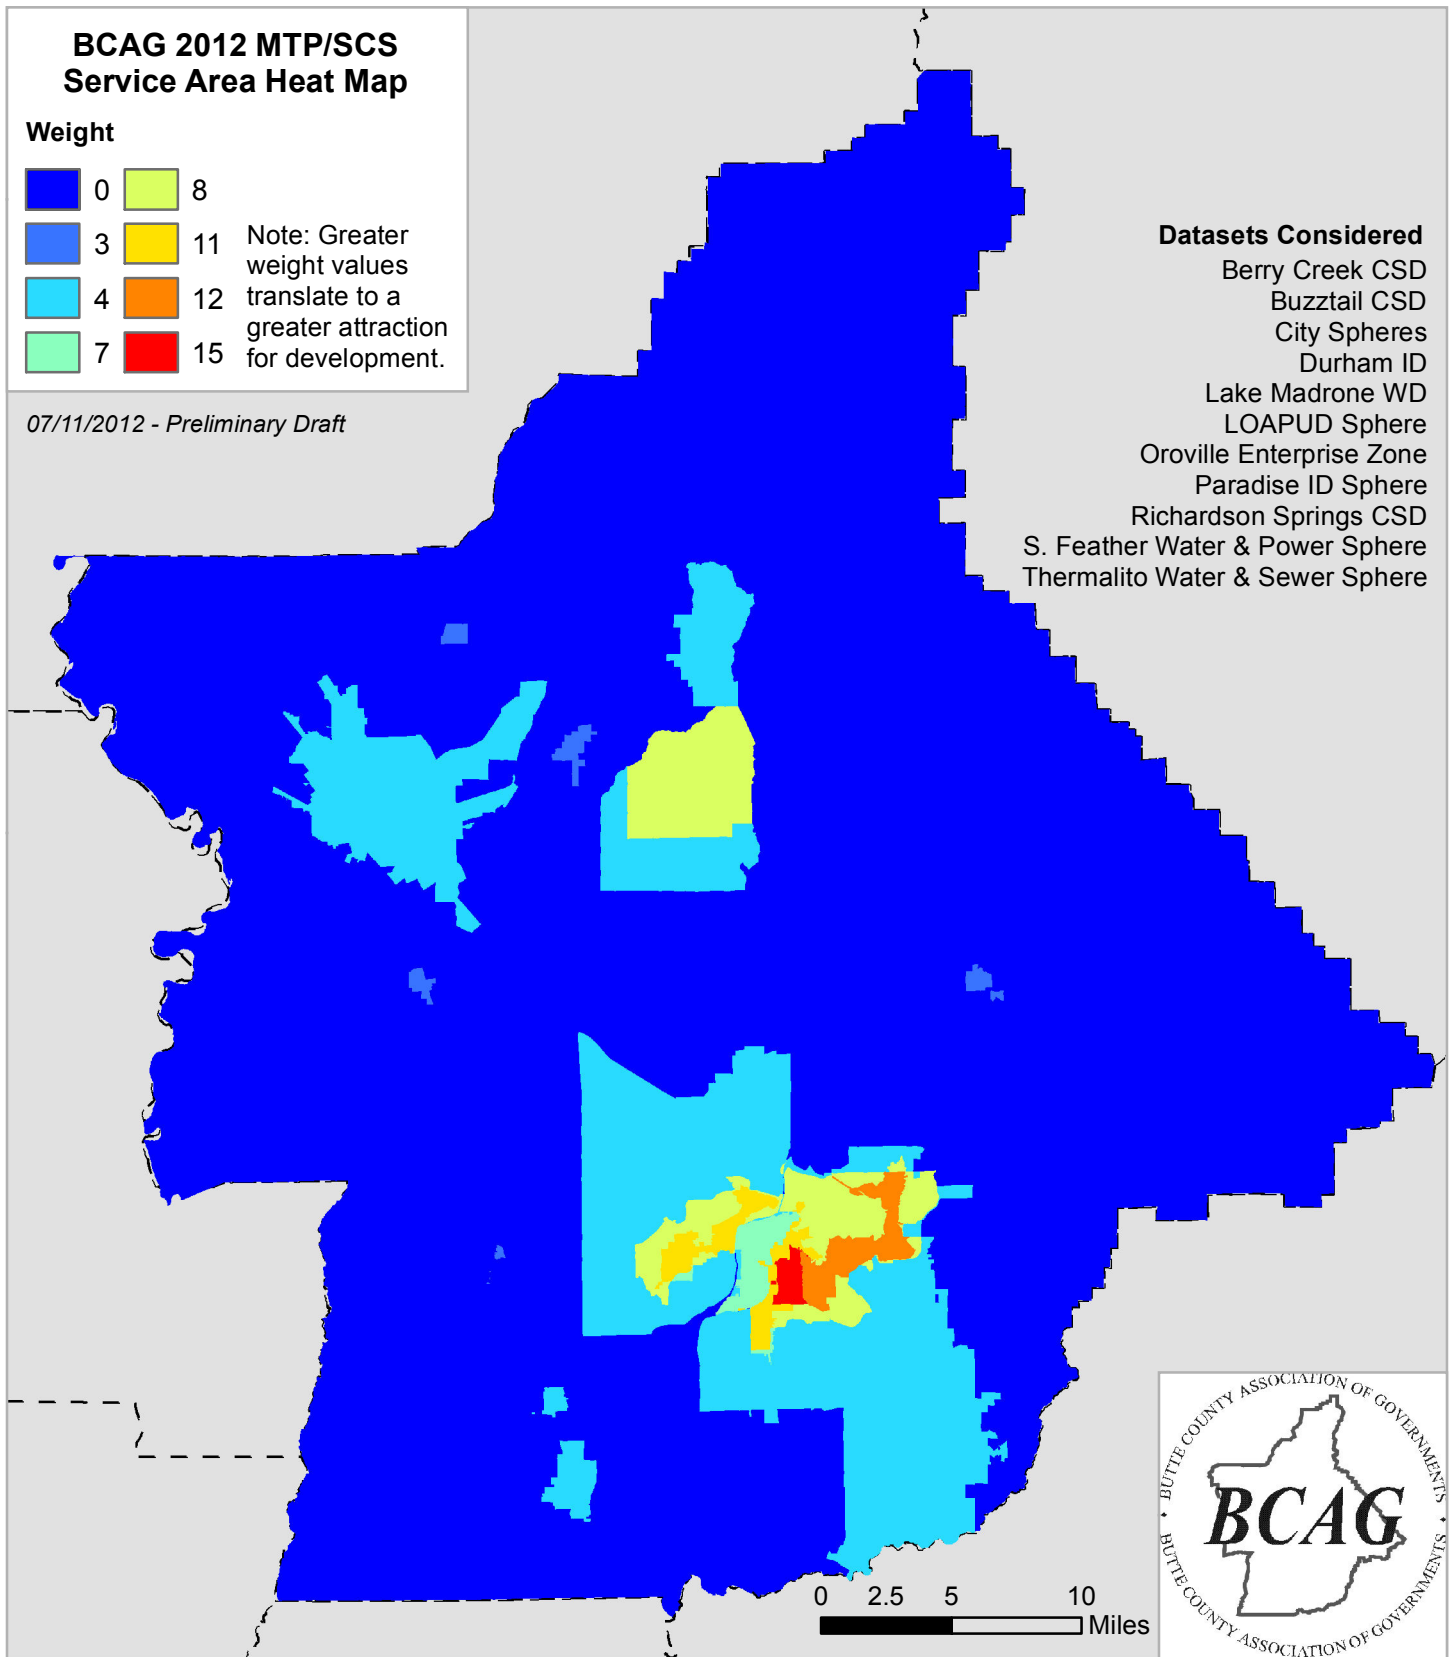 BCAG 2012 MTP/SCS
Service Area Heat Map
Weight
0
8
3
11
4
12
7
15
Note: Greater
weight values
translate to a
greater attraction
for development.
07/11/2012 - Preliminary Draft
Datasets Considered
Berry Creek CSD
Buzztail CSD
City Spheres
Durham ID
Lake Madrone WD
LOAPUD Sphere
Oroville Enterprise Zone
Paradise ID Sphere
Richardson Springs CSD
S. Feather Water & Power Sphere
Thermalito Water & Sewer Sphere
0 2.5 5 10
Miles
BUTTE COUNTY ASSOCIATION OF GOVERNMENTS
BCAG
BUTTE COUNTY ASSOCIATION OF GOVERNMENTS